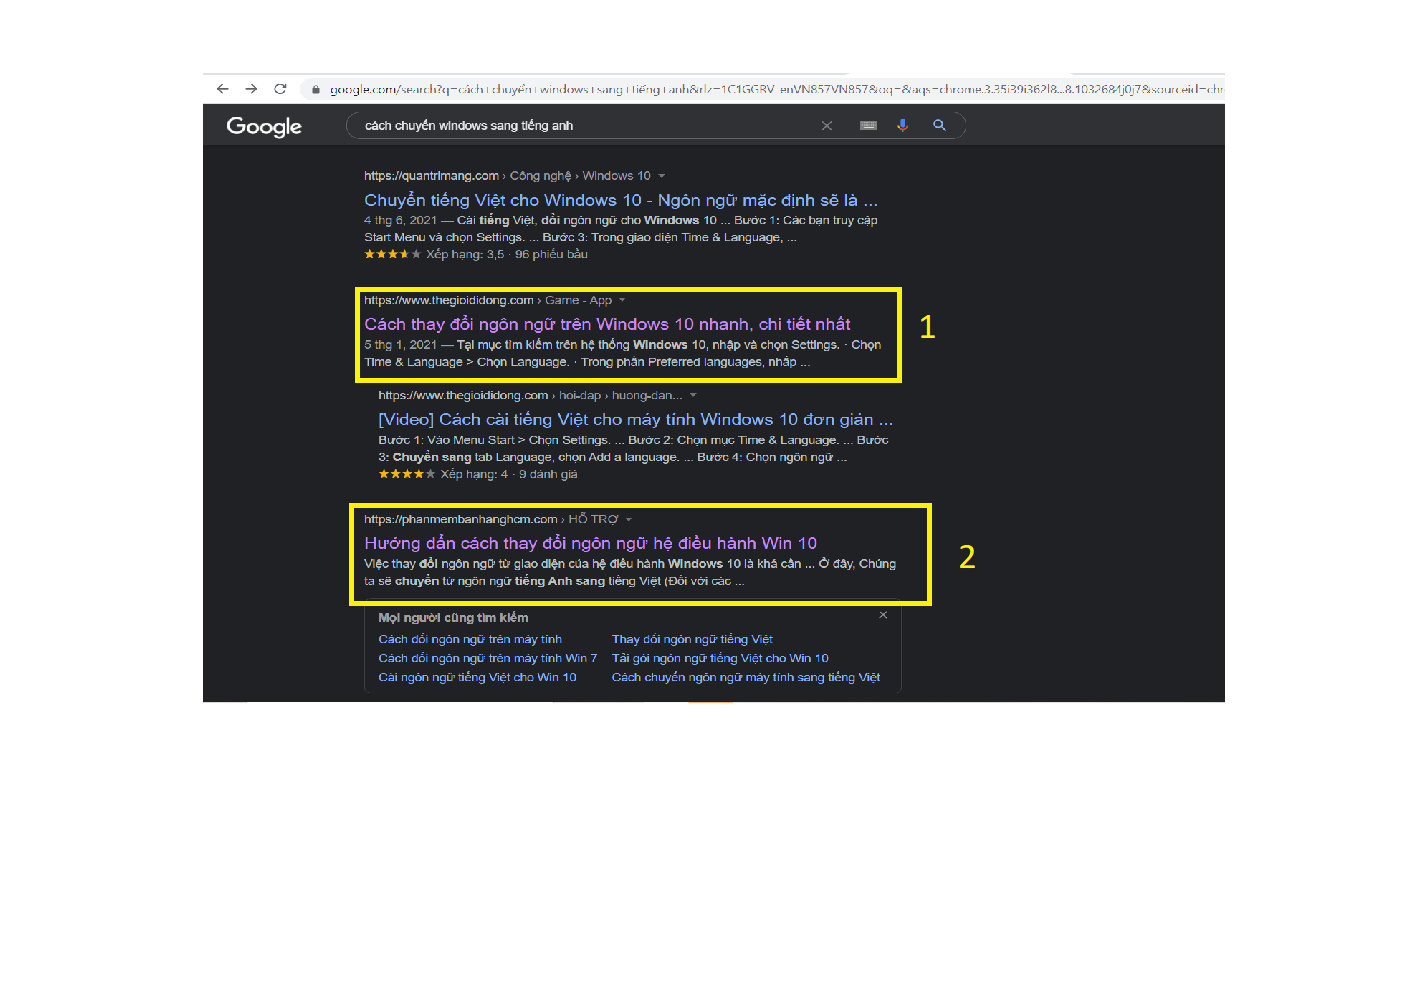 google.com/search?q=cách+chuyển+windows+sang+tiếng+anh&rlz=1C1GGRV_enVN857VN857&oq=&aqs=chrome.3.35i39i362l8...8.1032684j0j7&sourceid=chr
Google
cách chuyển windows sang tiếng anh
https://quantrimang.com › Công nghệ › Windows 10
Chuyển tiếng Việt cho Windows 10 - Ngôn ngữ mặc định sẽ là ...
4 thg 6, 2021 — Cài tiếng Việt, đổi ngôn ngữ cho Windows 10 ... Bước 1: Các bạn truy cập
Start Menu và chọn Settings. ... Bước 3: Trong giao diện Time & Language, ...
Xếp hạng: 3,5 · 96 phiếu bầu
https://www.thegioididong.com › Game - App
Cách thay đổi ngôn ngữ trên Windows 10 nhanh, chi tiết nhất
1
5 thg 1, 2021 — Tại mục tìm kiếm trên hệ thống Windows 10, nhập và chọn Settings. · Chọn
Time & Language > Chọn Language. · Trong phần Preferred languages, nhấp ...
https://www.thegioididong.com › hoi-dap › huong-dan...
[Video] Cách cài tiếng Việt cho máy tính Windows 10 đơn giản ...
Bước 1: Vào Menu Start > Chọn Settings. ... Bước 2: Chọn mục Time & Language. ... Bước
3: Chuyển sang tab Language, chọn Add a language. ... Bước 4: Chọn ngôn ngữ ...
Xếp hạng: 4 · 9 đánh giá
https://phanmembanhanghcm.com › HỖ TRỢ
Hướng dẫn cách thay đổi ngôn ngữ hệ điều hành Win 10
2
Việc thay đổi ngôn ngữ từ giao diện của hệ điều hành Windows 10 là khá cần ... Ở đây, Chúng
ta sẽ chuyển từ ngôn ngữ tiếng Anh sang tiếng Việt (Đối với các ...
Mọi người cũng tìm kiếm
Cách đổi ngôn ngữ trên máy tính
Thay đổi ngôn ngữ tiếng Việt
Cách đổi ngôn ngữ trên máy tính Win 7
Tải gói ngôn ngữ tiếng Việt cho Win 10
Cài ngôn ngữ tiếng Việt cho Win 10
Cách chuyển ngôn ngữ máy tính sang tiếng Việt